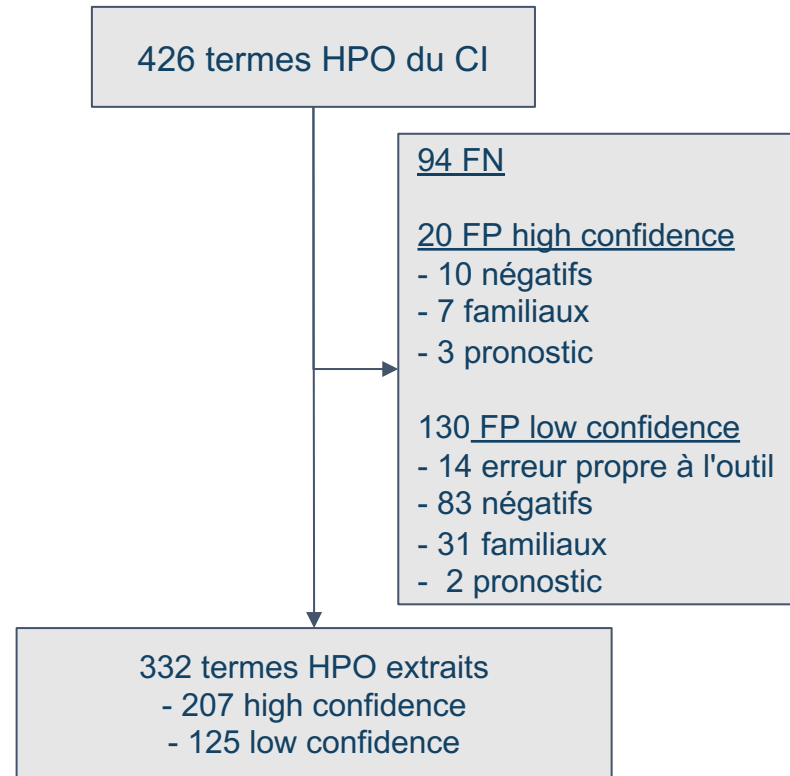 426 termes HPO du CI
94 FN
20 FP high confidence
- 10 négatifs
- 7 familiaux
- 3 pronostic
130 FP low confidence
- 14 erreur propre à l'outil
- 83 négatifs
- 31 familiaux
- 2 pronostic
332 termes HPO extraits
- 207 high confidence
- 125 low confidence